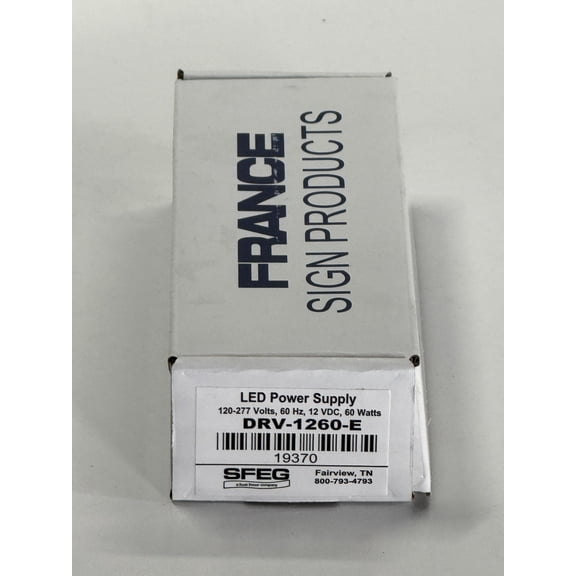 FRANCE
SIGN PRODUCTS
LED Power Supply
120-277 Volts, 60 Hz, 12 VDC, 60 Watts
DRV-1260-E
19370
SFEG
Fairview, TN
800-793-4793